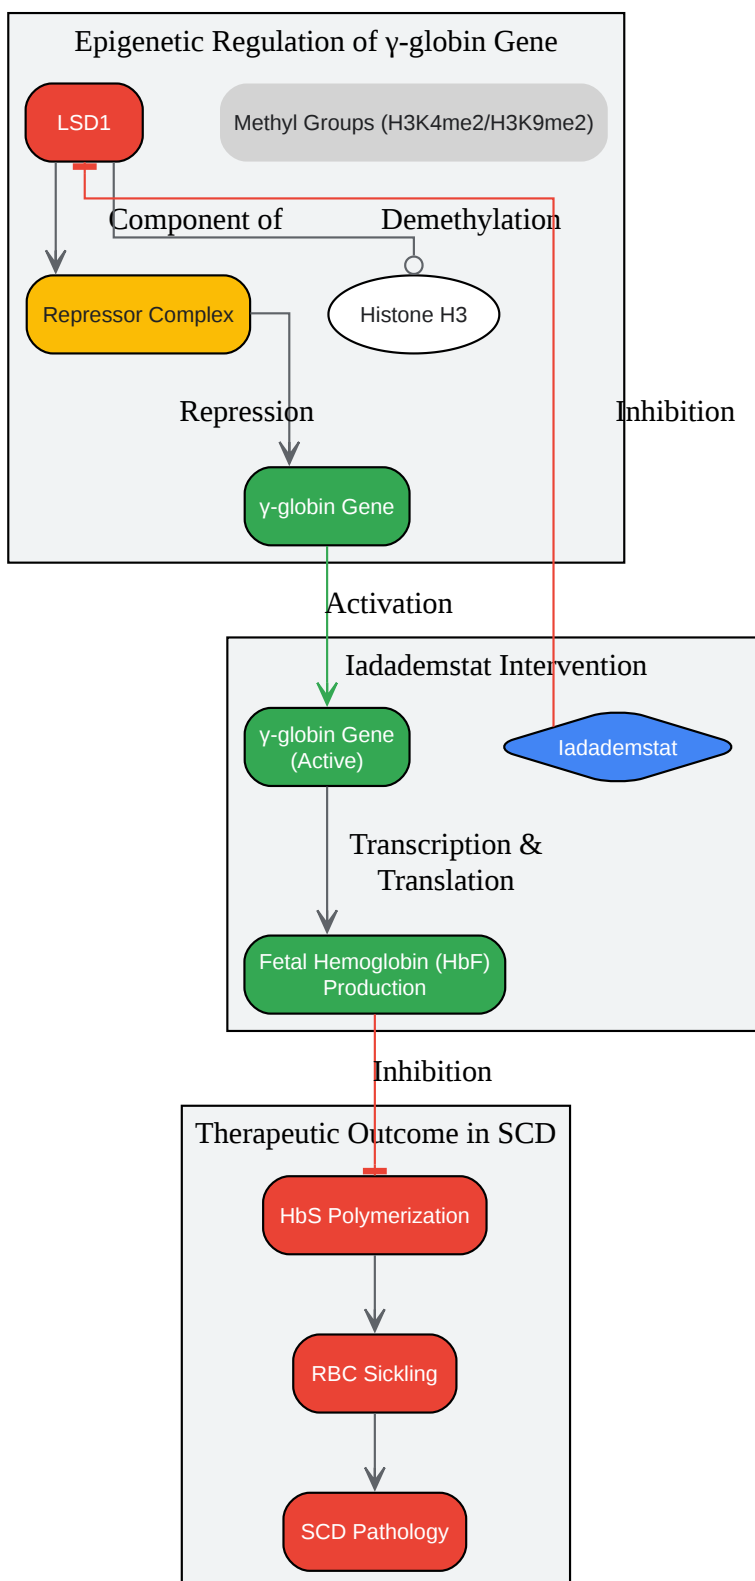 Epigenetic Regulation of γ-globin Gene
LSD1
Methyl Groups (H3K4me2/H3K9me2)
Component of
Demethylation
Repressor Complex
Histone H3
Repression
Inhibition
γ-globin Gene
Activation
Iadademstat Intervention
γ-globin Gene
(Active)
Iadademstat
Transcription &
Translation
Fetal Hemoglobin (HbF)
Production
Inhibition
Therapeutic Outcome in SCD
HbS Polymerization
RBC Sickling
SCD Pathology